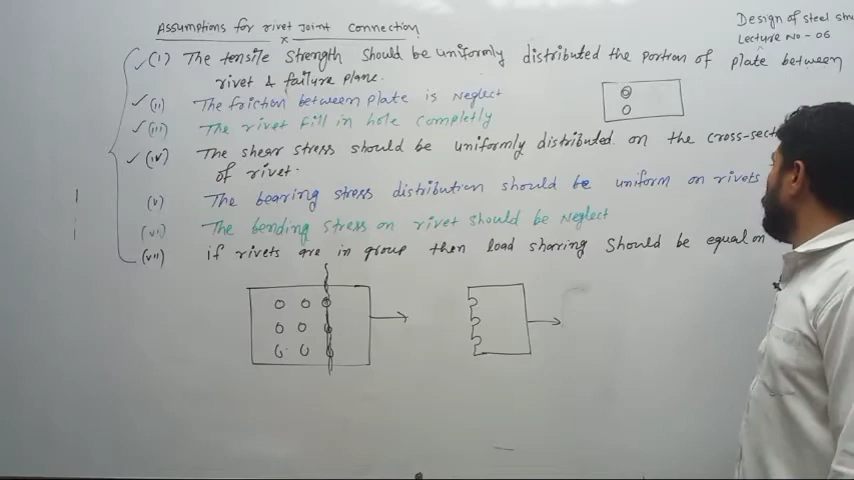 Assumptions for rivet Joint Connection
Design of steel
Lecture No - 06
(i) The tensile strength should be uniformly distributed the portion of plate between
rivet & failure plane.
(ii) The friction between plate is Neglect
(iii) The rivet fill in hole completly
(iv) The shear stress should be uniformly distributed on the
of rivet.
(v) The bearing stress distribution should be uniform on rivets
(vi) The bending stress on rivet should be Neglect
(vii) if rivets are in group then load sharing should be equal on